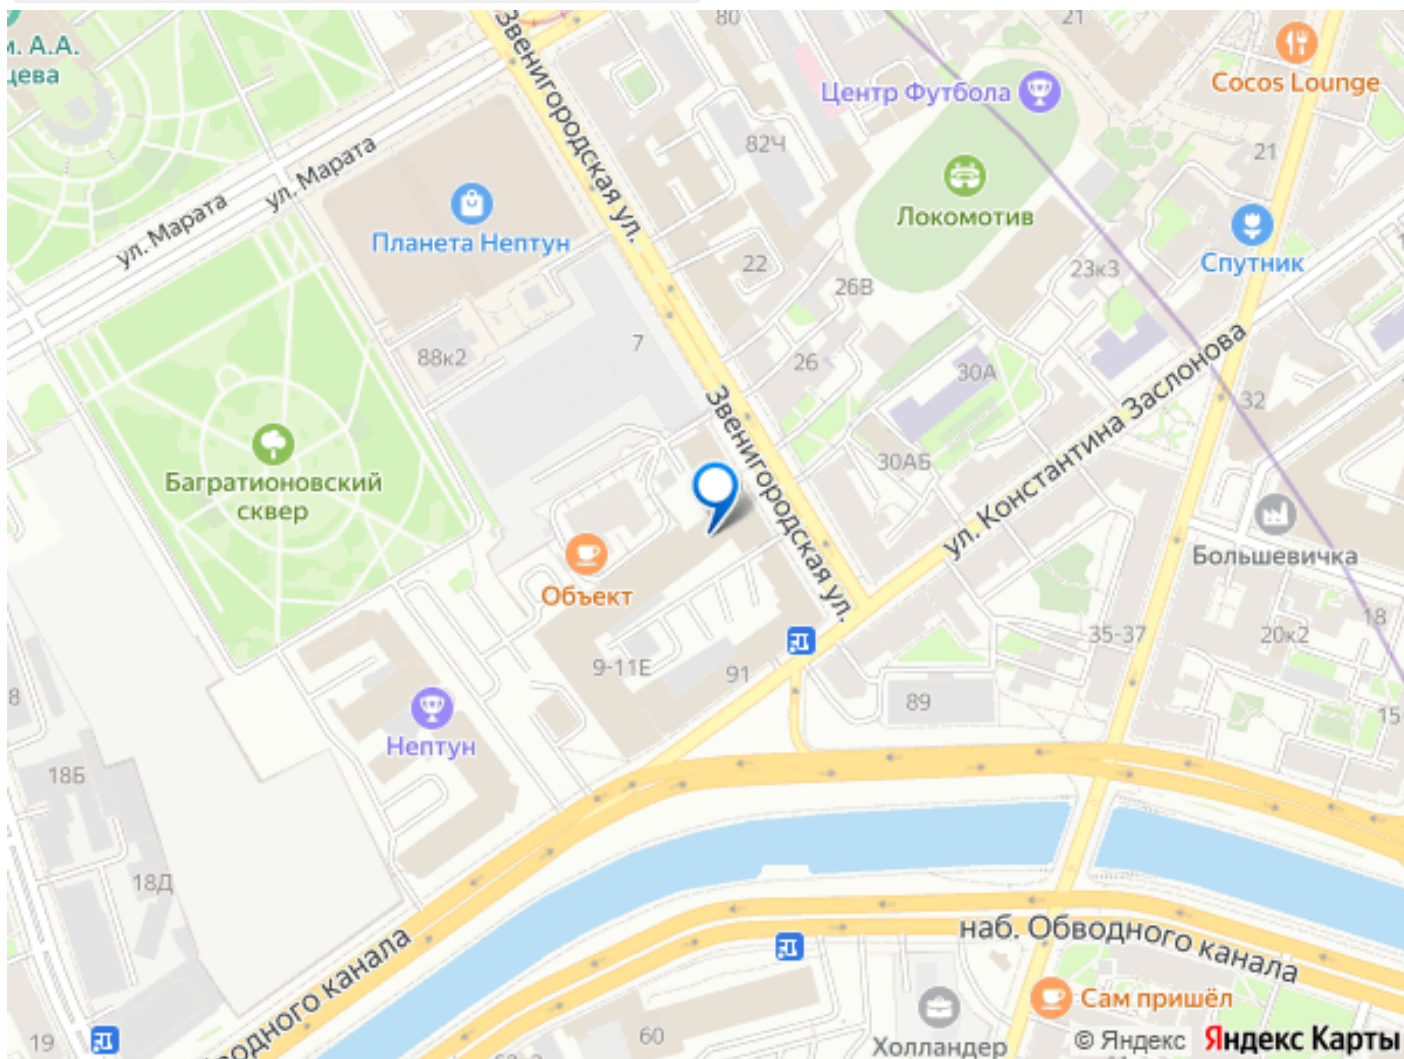 80
21
м. А.А.
цева
Cocos Lounge
Центр Футбола
Звенигородская ул.
82Ч
21
ул. Марата
ул. Марата
Локомотив
Планета Нептун
22
26В
23к3
Спутник
7
88к2
26
30А
32
Звенигородская ул.
ул. Константина Заслонова
30АБ
Багратионовский
сквер
Большевичка
Объект
18
35-37
20к2
9-11Е
91
89
15
8
Нептун
18Б
18Д
наб. Обводного канала
водного канала
Сам пришёл
19
60
Холландер
© Яндекс Яндекс Карты